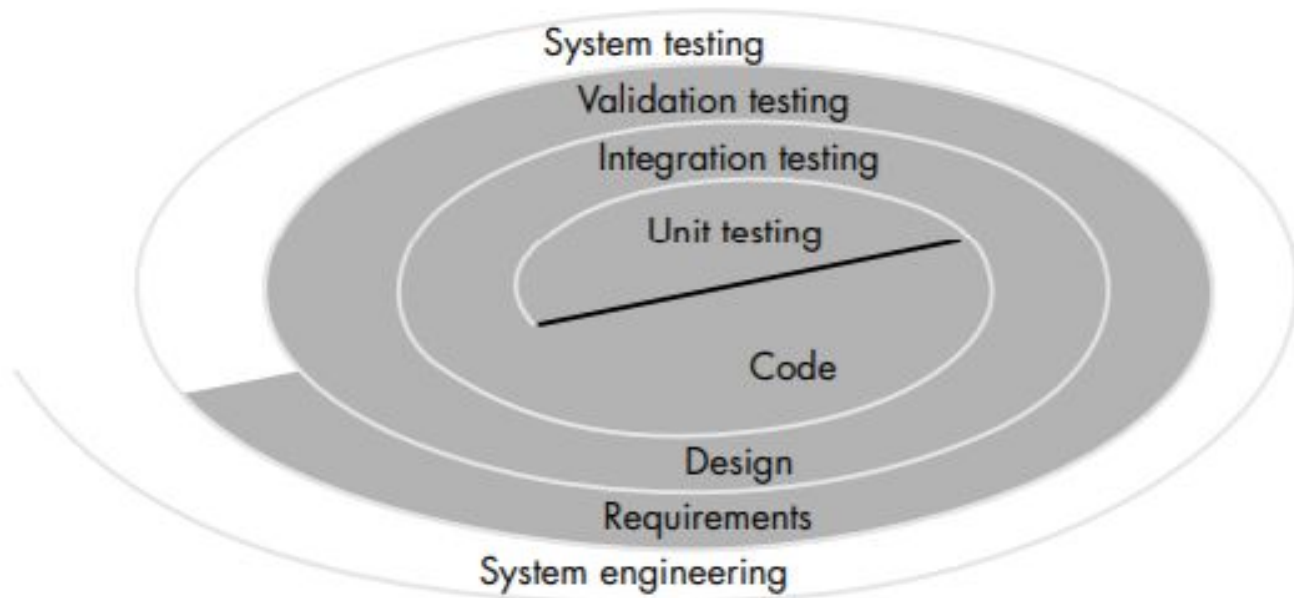 System testing
Validation testing
Integration testing
Unit testing
Code
Design
Requirements
System engineering